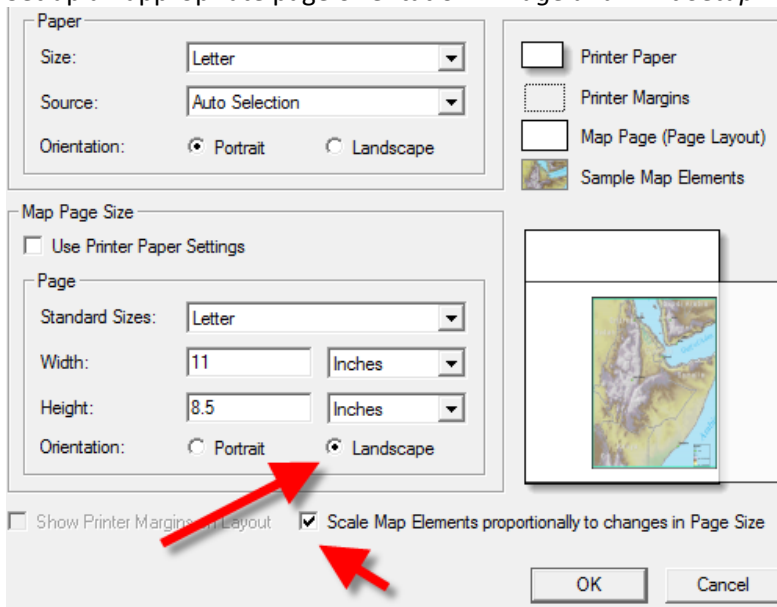 Paper
Size: Letter
Source: Auto Selection
Orientation: Portrait Landscape
Printer Paper
Printer Margins
Map Page (Page Layout)
Sample Map Elements
Map Page Size
Use Printer Paper Settings
Page
Standard Sizes: Letter
Width: 11 Inches
Height: 8.5 Inches
Orientation: Portrait Landscape
Show Printer Margins on Layout Scale Map Elements proportionally to changes in Page Size
OK Cancel